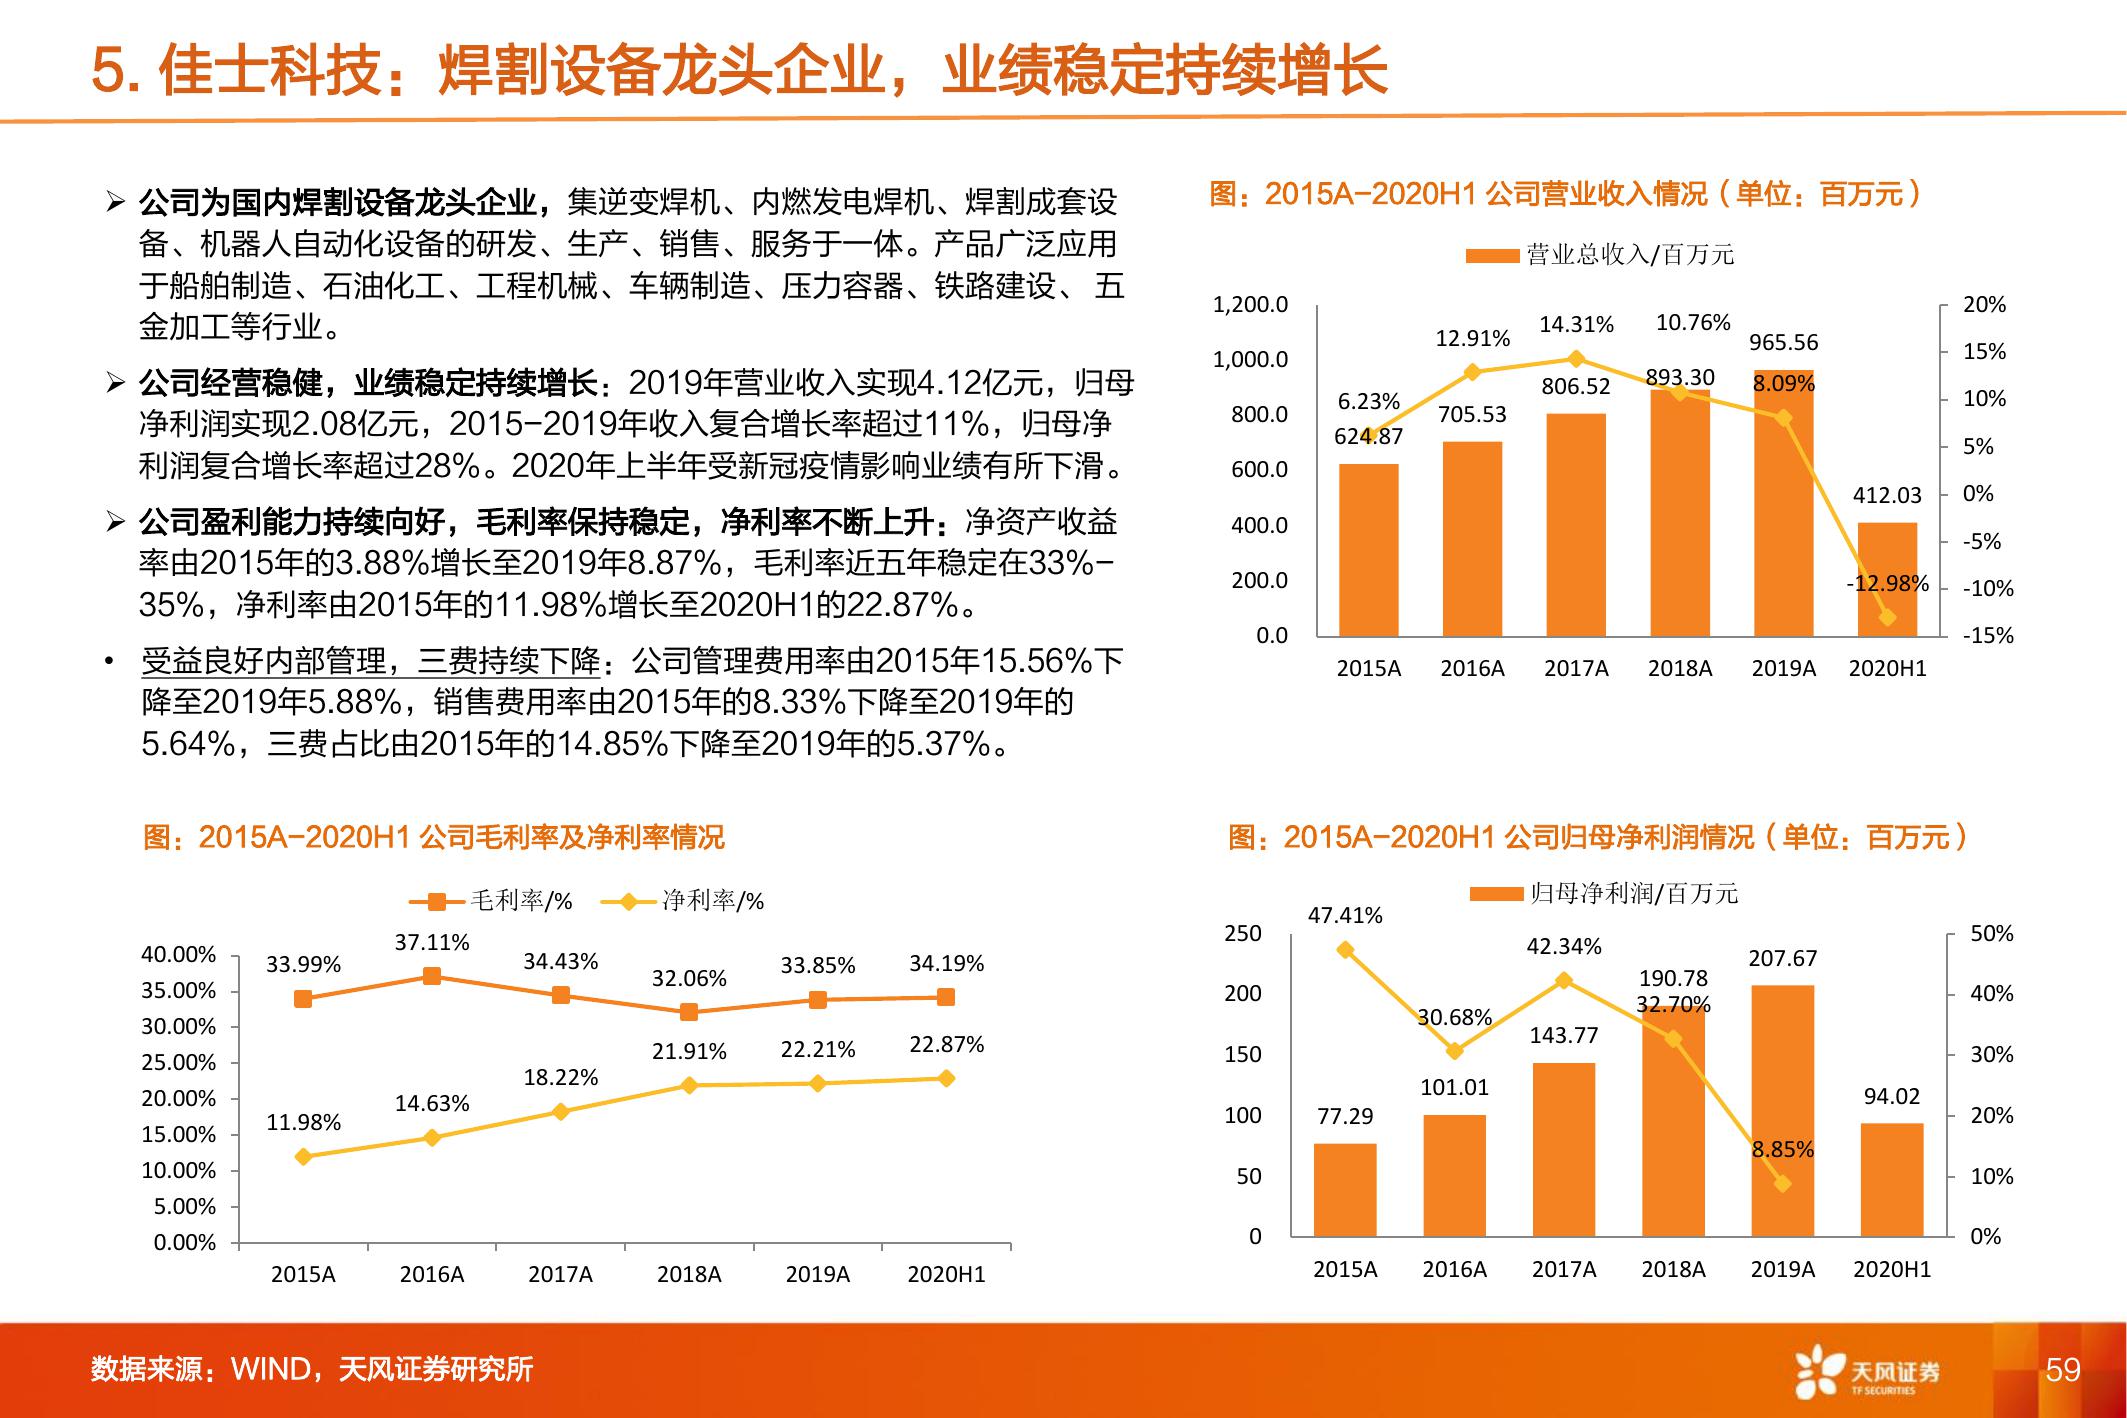 5. 佳士科技：焊割设备龙头企业，业绩稳定持续增长
➢ 公司为国内焊割设备龙头企业，集逆变焊机、内燃发电焊机、焊割成套设
备、机器人自动化设备的研发、生产、销售、服务于一体。产品广泛应用
于船舶制造、石油化工、工程机械、车辆制造、压力容器、铁路建设、 五
金加工等行业。
➢ 公司经营稳健，业绩稳定持续增长：2019年营业收入实现4.12亿元，归母
净利润实现2.08亿元，2015-2019年收入复合增长率超过11%，归母净
利润复合增长率超过28%。2020年上半年受新冠疫情影响业绩有所下滑。
➢ 公司盈利能力持续向好，毛利率保持稳定，净利率不断上升：净资产收益
率由2015年的3.88%增长至2019年8.87%，毛利率近五年稳定在33%-
35%，净利率由2015年的11.98%增长至2020H1的22.87%。
• 受益良好内部管理，三费持续下降：公司管理费用率由2015年15.56%下
降至2019年5.88%，销售费用率由2015年的8.33%下降至2019年的
5.64%，三费占比由2015年的14.85%下降至2019年的5.37%。
图：2015A-2020H1 公司营业收入情况（单位：百万元）
营业总收入/百万元
1,200.0
1,000.0
800.0
600.0
400.0
200.0
0.0
20%
15%
10%
5%
0%
-5%
-10%
-15%
6.23%
12.91%
14.31%
10.76%
8.09%
-12.98%
624.87
705.53
806.52
893.30
965.56
412.03
2015A 2016A 2017A 2018A 2019A 2020H1
图：2015A-2020H1 公司毛利率及净利率情况
毛利率/% 净利率/%
40.00%
35.00%
30.00%
25.00%
20.00%
15.00%
10.00%
5.00%
0.00%
33.99% 37.11% 34.43% 32.06% 33.85% 34.19%
11.98% 14.63% 18.22% 21.91% 22.21% 22.87%
2015A 2016A 2017A 2018A 2019A 2020H1
图：2015A-2020H1 公司归母净利润情况（单位：百万元）
归母净利润/百万元
250
200
150
100
50
0
50%
40%
30%
20%
10%
0%
47.41%
30.68%
42.34%
32.70%
8.85%
77.29
101.01
143.77
190.78
207.67
94.02
2015A 2016A 2017A 2018A 2019A 2020H1
数据来源：WIND，天风证券研究所
天风证券
TF SECURITIES
59